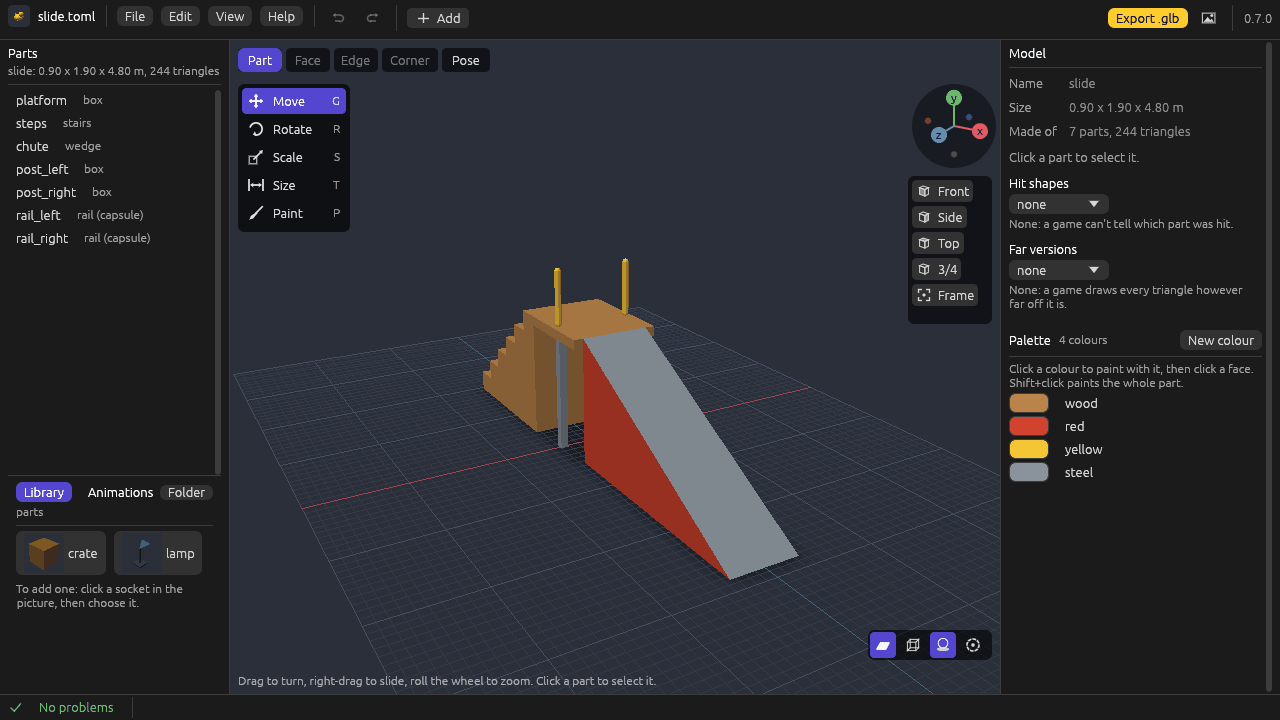 slide.toml File Edit View Help + Add Export .glb 0.7.0
Parts
slide: 0.90 x 1.90 x 4.80 m, 244 triangles
platform box
steps stairs
chute wedge
post_left box
post_right box
rail_left rail (capsule)
rail_right rail (capsule)
Library Animations Folder
parts
crate lamp
To add one: click a socket in the
picture, then choose it.
Part Face Edge Corner Pose
Move G
Rotate R
Scale S
Size T
Paint P
y
x
z
Front
Side
Top
3/4
Frame
Drag to turn, right-drag to slide, roll the wheel to zoom. Click a part to select it.
Model
Name slide
Size 0.90 x 1.90 x 4.80 m
Made of 7 parts, 244 triangles
Click a part to select it.
Hit shapes
none
None: a game can't tell which part was hit.
Far versions
none
None: a game draws every triangle however
far off it is.
Palette 4 colours New colour
Click a colour to paint with it, then click a face.
Shift+click paints the whole part.
wood
red
yellow
steel
No problems